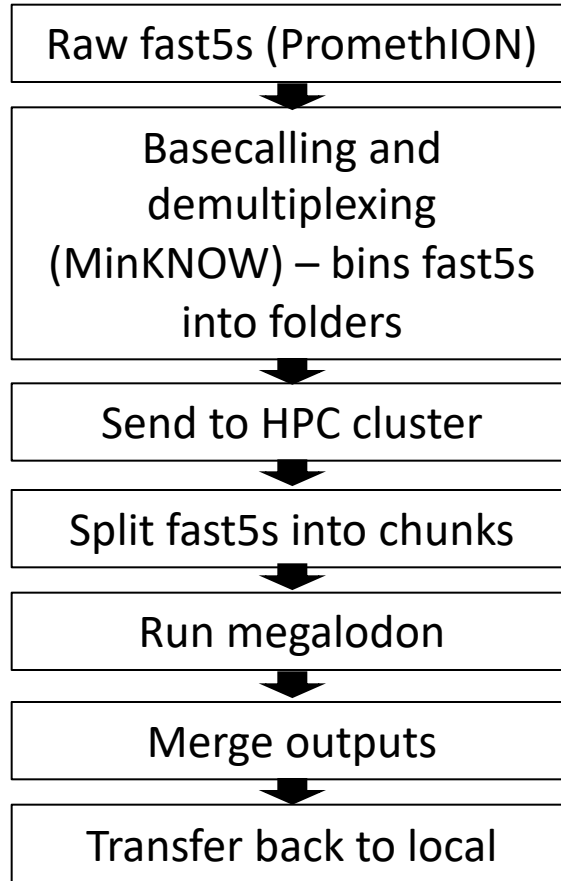 Raw fast5s (PromethION)
Basecalling and
demultiplexing
(MinKNOW) – bins fast5s
into folders
Send to HPC cluster
Split fast5s into chunks
Run megalodon
Merge outputs
Transfer back to local